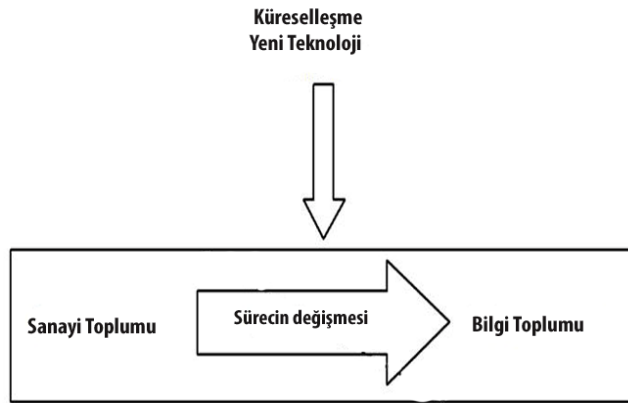 Küreselleşme
Yeni Teknoloji
Sanayi Toplumu
Sürecin değişmesi
Bilgi Toplumu